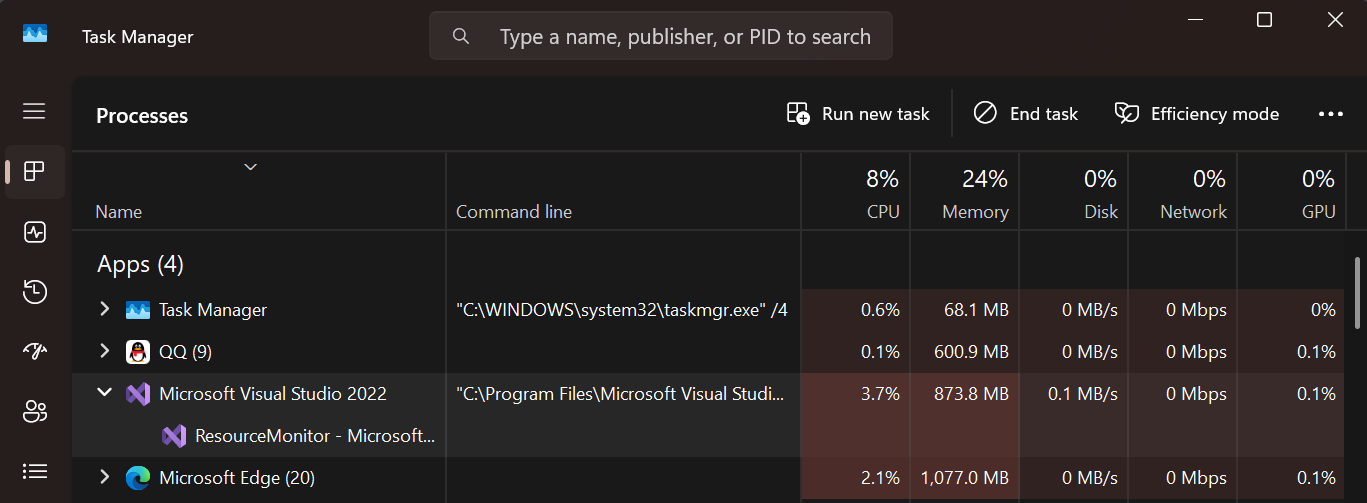 Task Manager
Type a name, publisher, or PID to search
Processes
Run new task
End task
Efficiency mode
8% 24% 0% 0% 0%
Name Command line CPU Memory Disk Network GPU
Apps (4)
Task Manager "C:\WINDOWS\system32\taskmgr.exe" /4 0.6% 68.1 MB 0 MB/s 0 Mbps 0%
QQ (9) 0.1% 600.9 MB 0 MB/s 0 Mbps 0.1%
Microsoft Visual Studio 2022 "C:\Program Files\Microsoft Visual Studi... 3.7% 873.8 MB 0.1 MB/s 0 Mbps 0.1%
ResourceMonitor - Microsoft...
Microsoft Edge (20) 2.1% 1,077.0 MB 0 MB/s 0 Mbps 0.1%